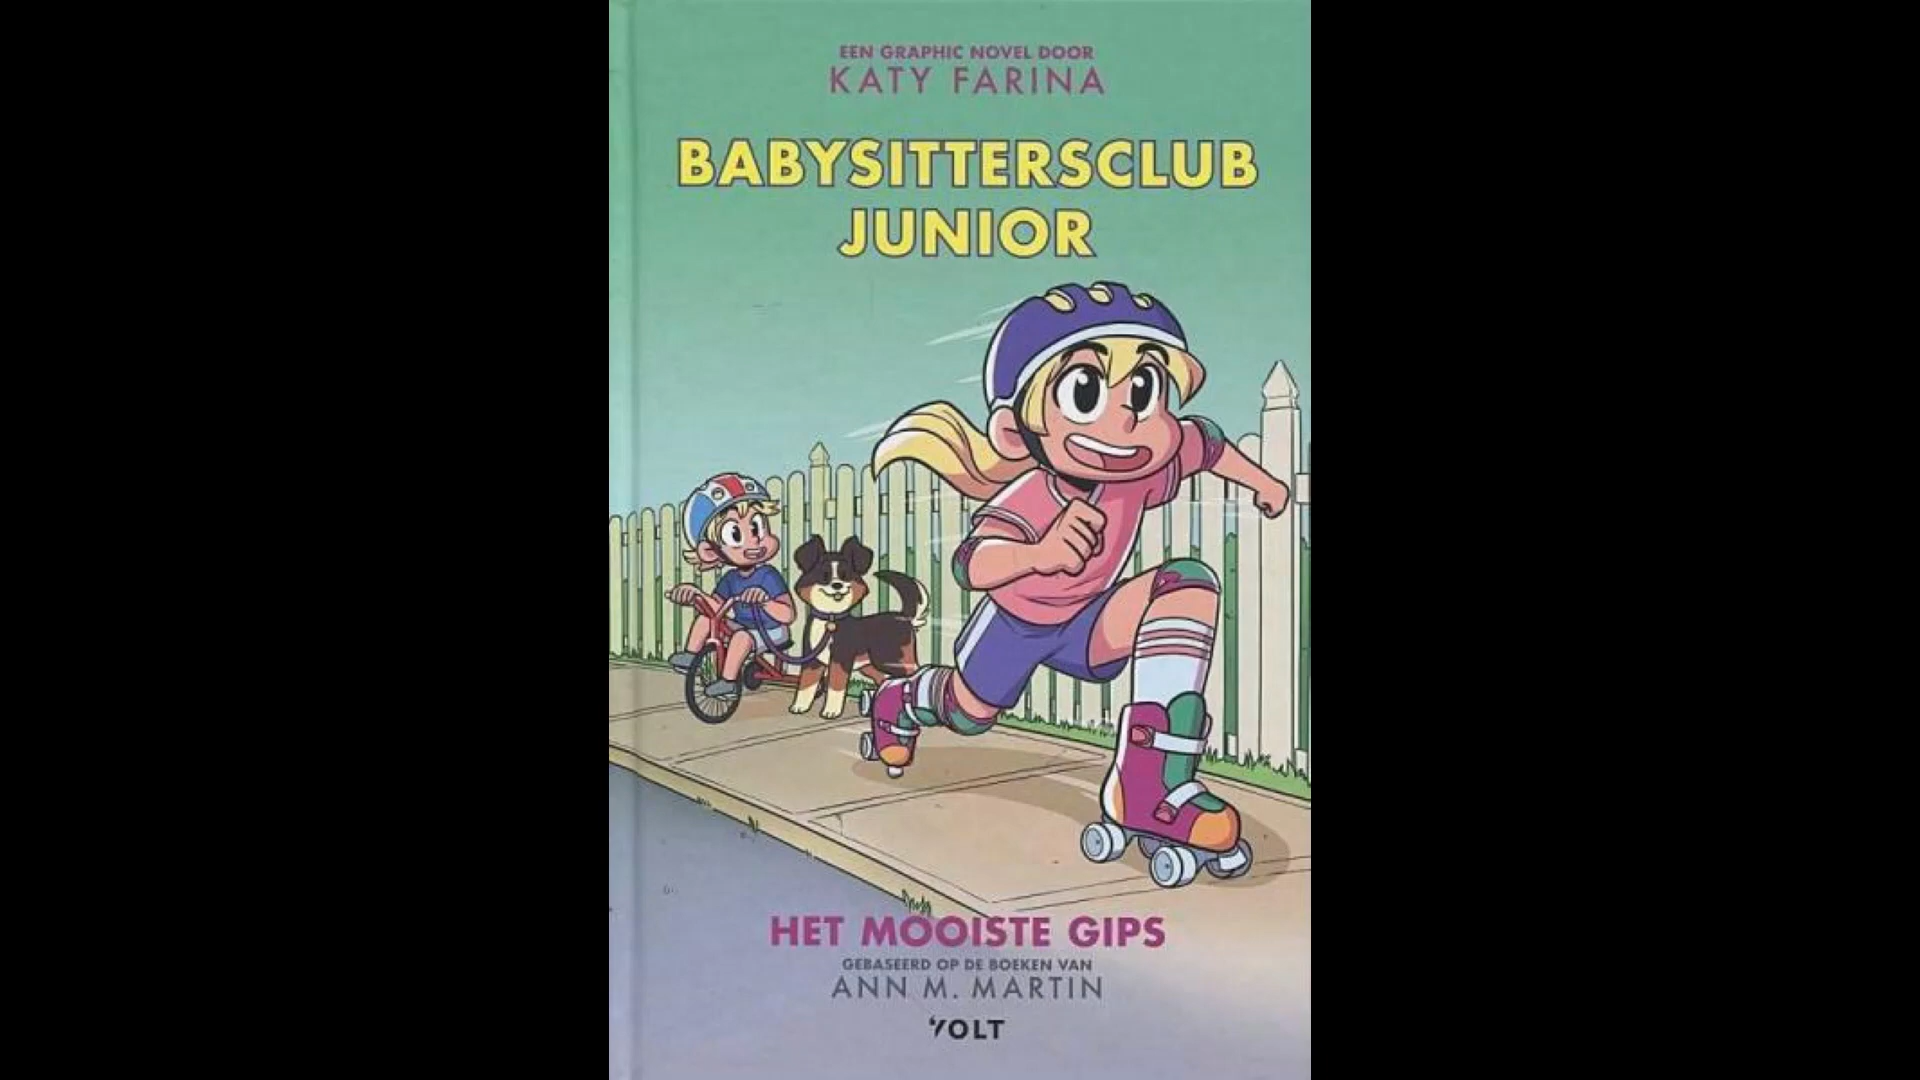 EEN GRAPHIC NOVEL DOOR
KATY FARINA
BABYSITTERSCLUB
JUNIOR
HET MOOISTE GIPS
GEBASEERD OP DE BOEKEN VAN
ANN M. MARTIN
VOLT